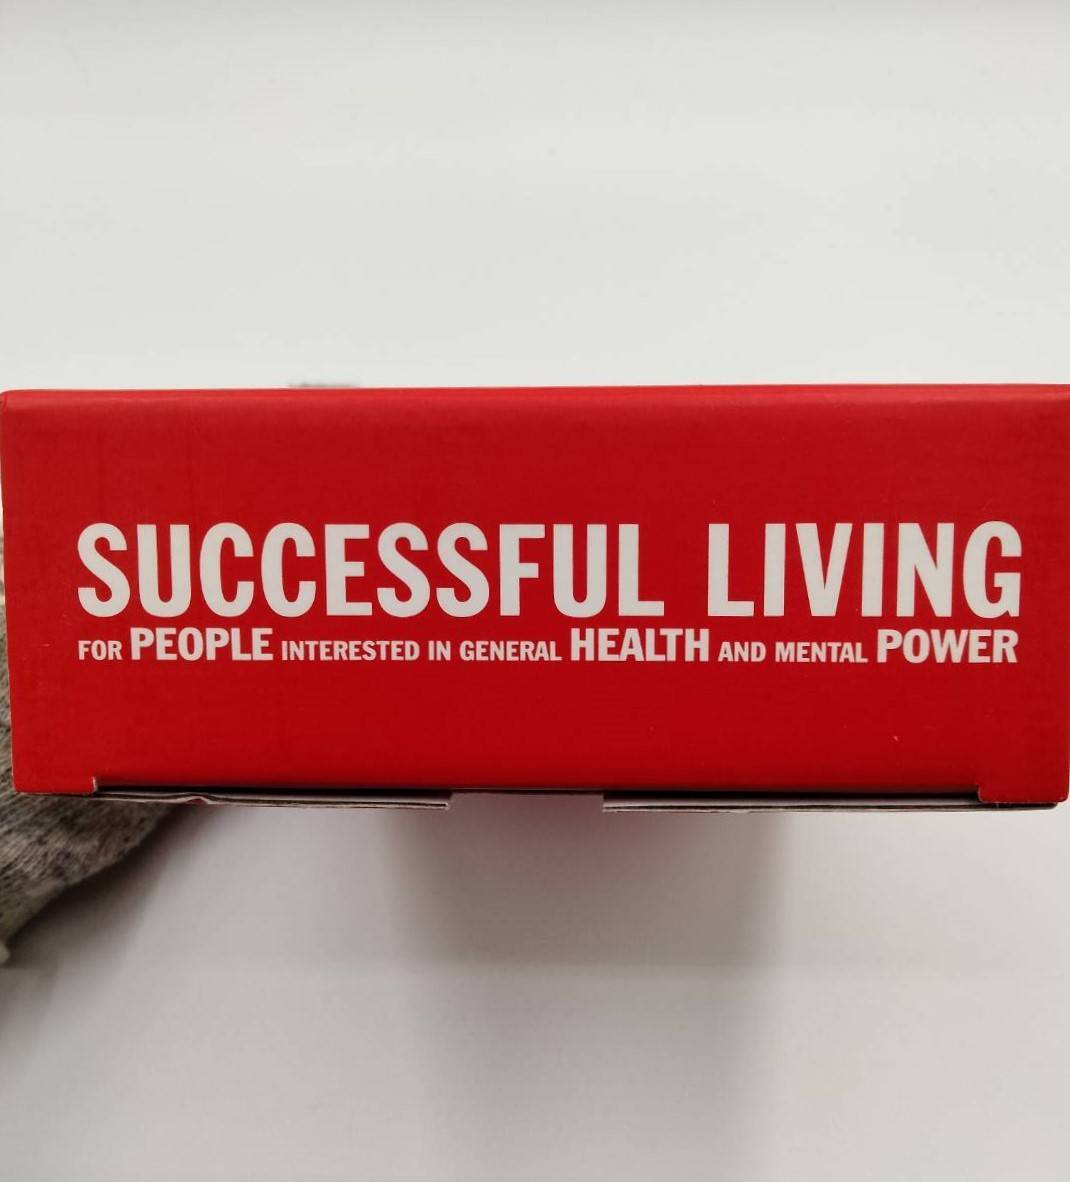 SUCCESSFUL LIVING
FOR PEOPLE INTERESTED IN GENERAL HEALTH AND MENTAL POWER